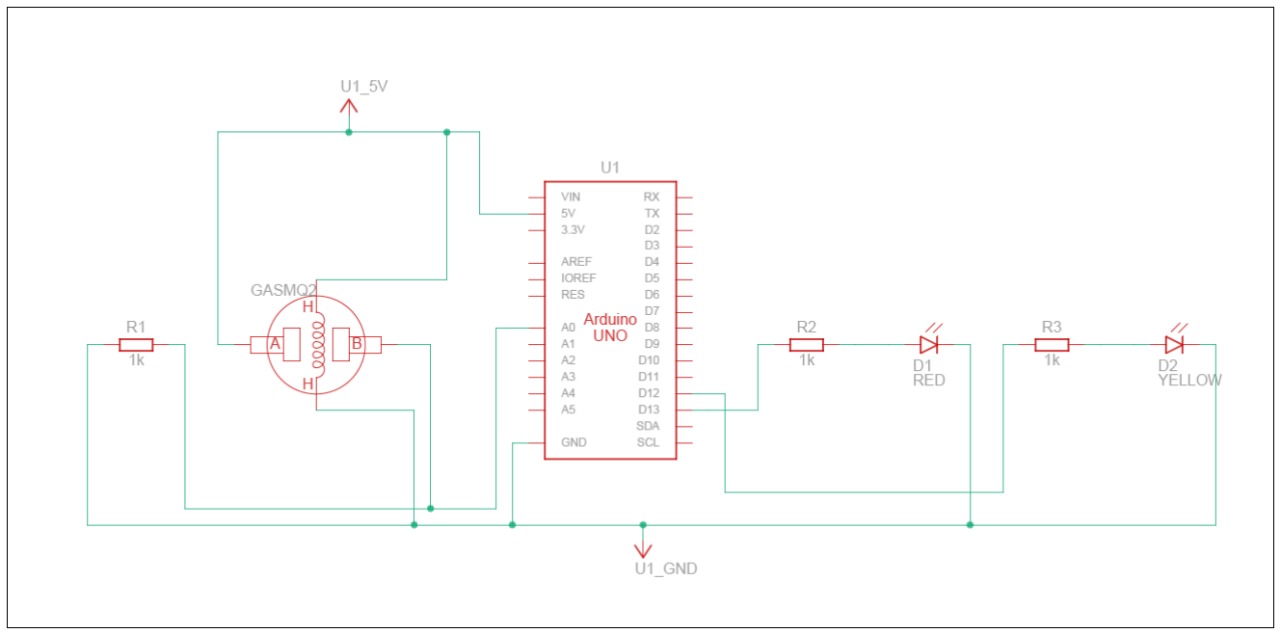 U1_5V
U1
VIN
5V
3.3V
AREF
IOREF
RES
A0
A1
A2
A3
A4
A5
GND
RX
TX
D2
D3
D4
D5
D6
D7
D8
D9
D10
D11
D12
D13
SDA
SCL
Arduino
UNO
GASMQ2
H
A
B
H
R1
1k
R2
1k
D1
RED
R3
1k
D2
YELLOW
U1_GND